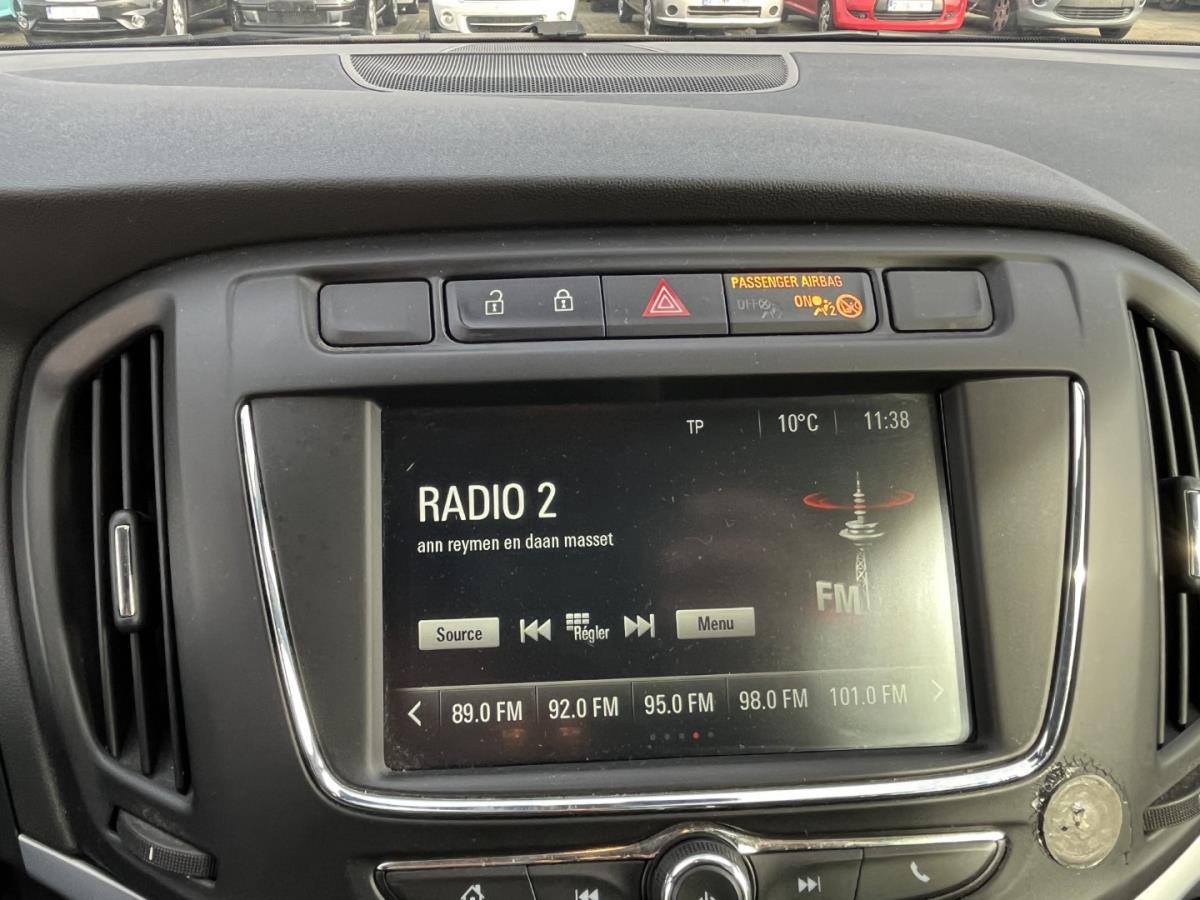 PASSENGER AIRBAG
OFF ON 2
TP 10°C 11:38
RADIO 2
ann reymen en daan masset
FM
Source Régler Menu
89.0 FM 92.0 FM 95.0 FM 98.0 FM 101.0 FM